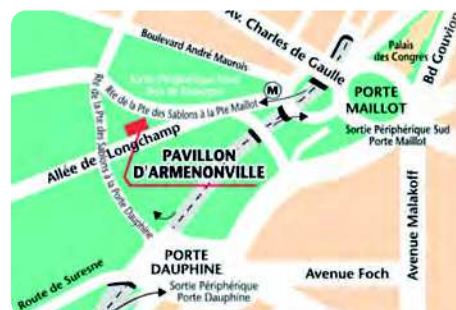 Av. Charles de Gaulle
Boulevard André Maurois
Palais
des Congrès
Bd Gouvion
M
PORTE
MAILLOT
Rte de la Pte des Sablons à la Pte Maillot
Sortie Périphérique Sud
Porte Maillot
Allée de Longchamp
PAVILLON
D'ARMENONVILLE
Rte de la Pte des Sablons à la Porte Dauphine
Avenue Malakoff
PORTE
DAUPHINE
Avenue Foch
Sortie Périphérique
Porte Dauphine
Route de Suresne